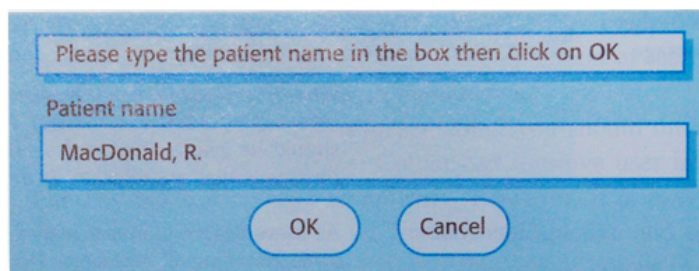 Please type the patient name in the box then click on OK
Patient name
MacDonald, R.
OK
Cancel